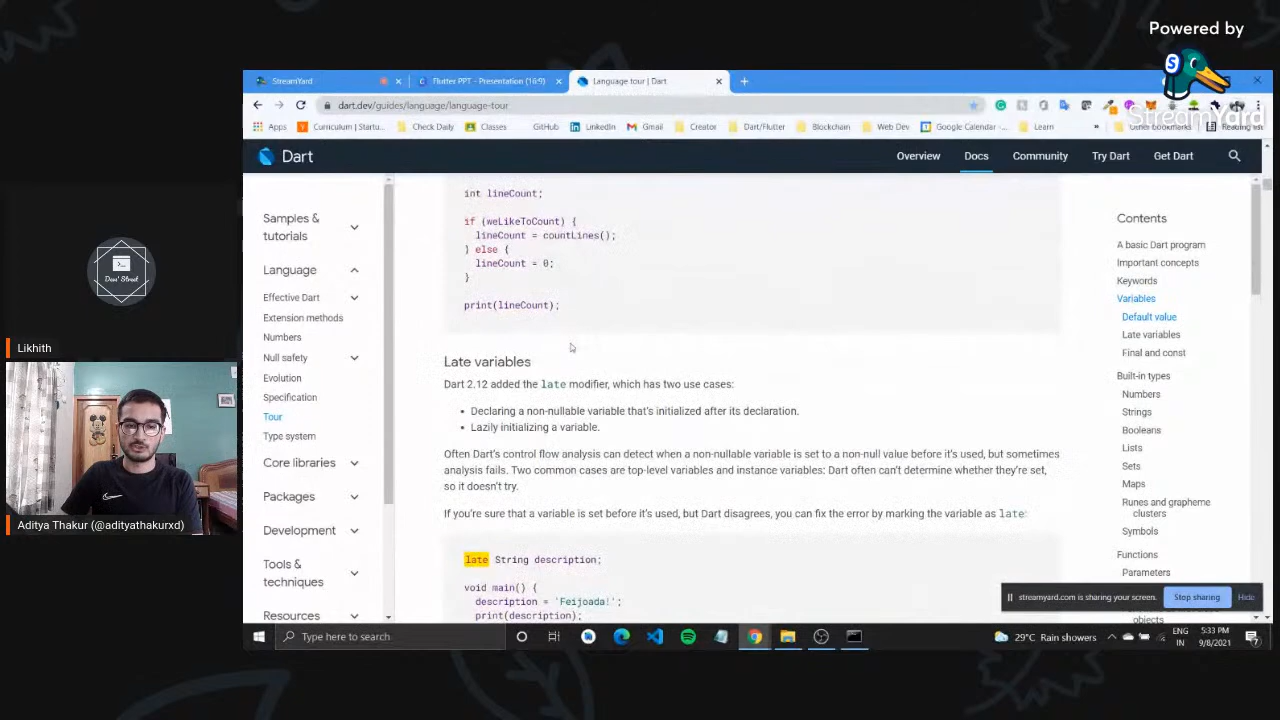 Powered by
StreamYard
StreamYard
Flutter PPT - Presentation (16:9)
Language tour | Dart
dart.dev/guides/language/language-tour
Apps
Curriculum | Startu...
Check Daily
Classes
GitHub
LinkedIn
Gmail
Creator
Dart/Flutter
Blockchain
Web Dev
Google Calendar -...
Learn
Other bookmarks
Reading list
Dart
Overview
Docs
Community
Try Dart
Get Dart
Samples &
tutorials
Language
Effective Dart
Extension methods
Numbers
Null safety
Evolution
Specification
Tour
Type system
Core libraries
Packages
Development
Tools &
techniques
Resources
int lineCount;
if (weLikeToCount) {
lineCount = countLines();
} else {
lineCount = 0;
}
print(lineCount);
Late variables
Dart 2.12 added the late modifier, which has two use cases:
• Declaring a non-nullable variable that's initialized after its declaration.
• Lazily initializing a variable.
Often Dart's control flow analysis can detect when a non-nullable variable is set to a non-null value before it's used, but sometimes
analysis fails. Two common cases are top-level variables and instance variables: Dart often can't determine whether they're set,
so it doesn't try.
If you're sure that a variable is set before it's used, but Dart disagrees, you can fix the error by marking the variable as late:
late String description;
void main() {
description = 'Feijoada!';
print(description);
Contents
A basic Dart program
Important concepts
Keywords
Variables
Default value
Late variables
Final and const
Built-in types
Numbers
Strings
Booleans
Lists
Sets
Maps
Runes and grapheme
clusters
Symbols
Functions
Parameters
objects
streamyard.com is sharing your screen.
Stop sharing
Hide
Devs' Street
Likhith
Aditya Thakur (@adityathakurxd)
Type here to search
29°C Rain showers
ENG
IN
5:33 PM
9/8/2021